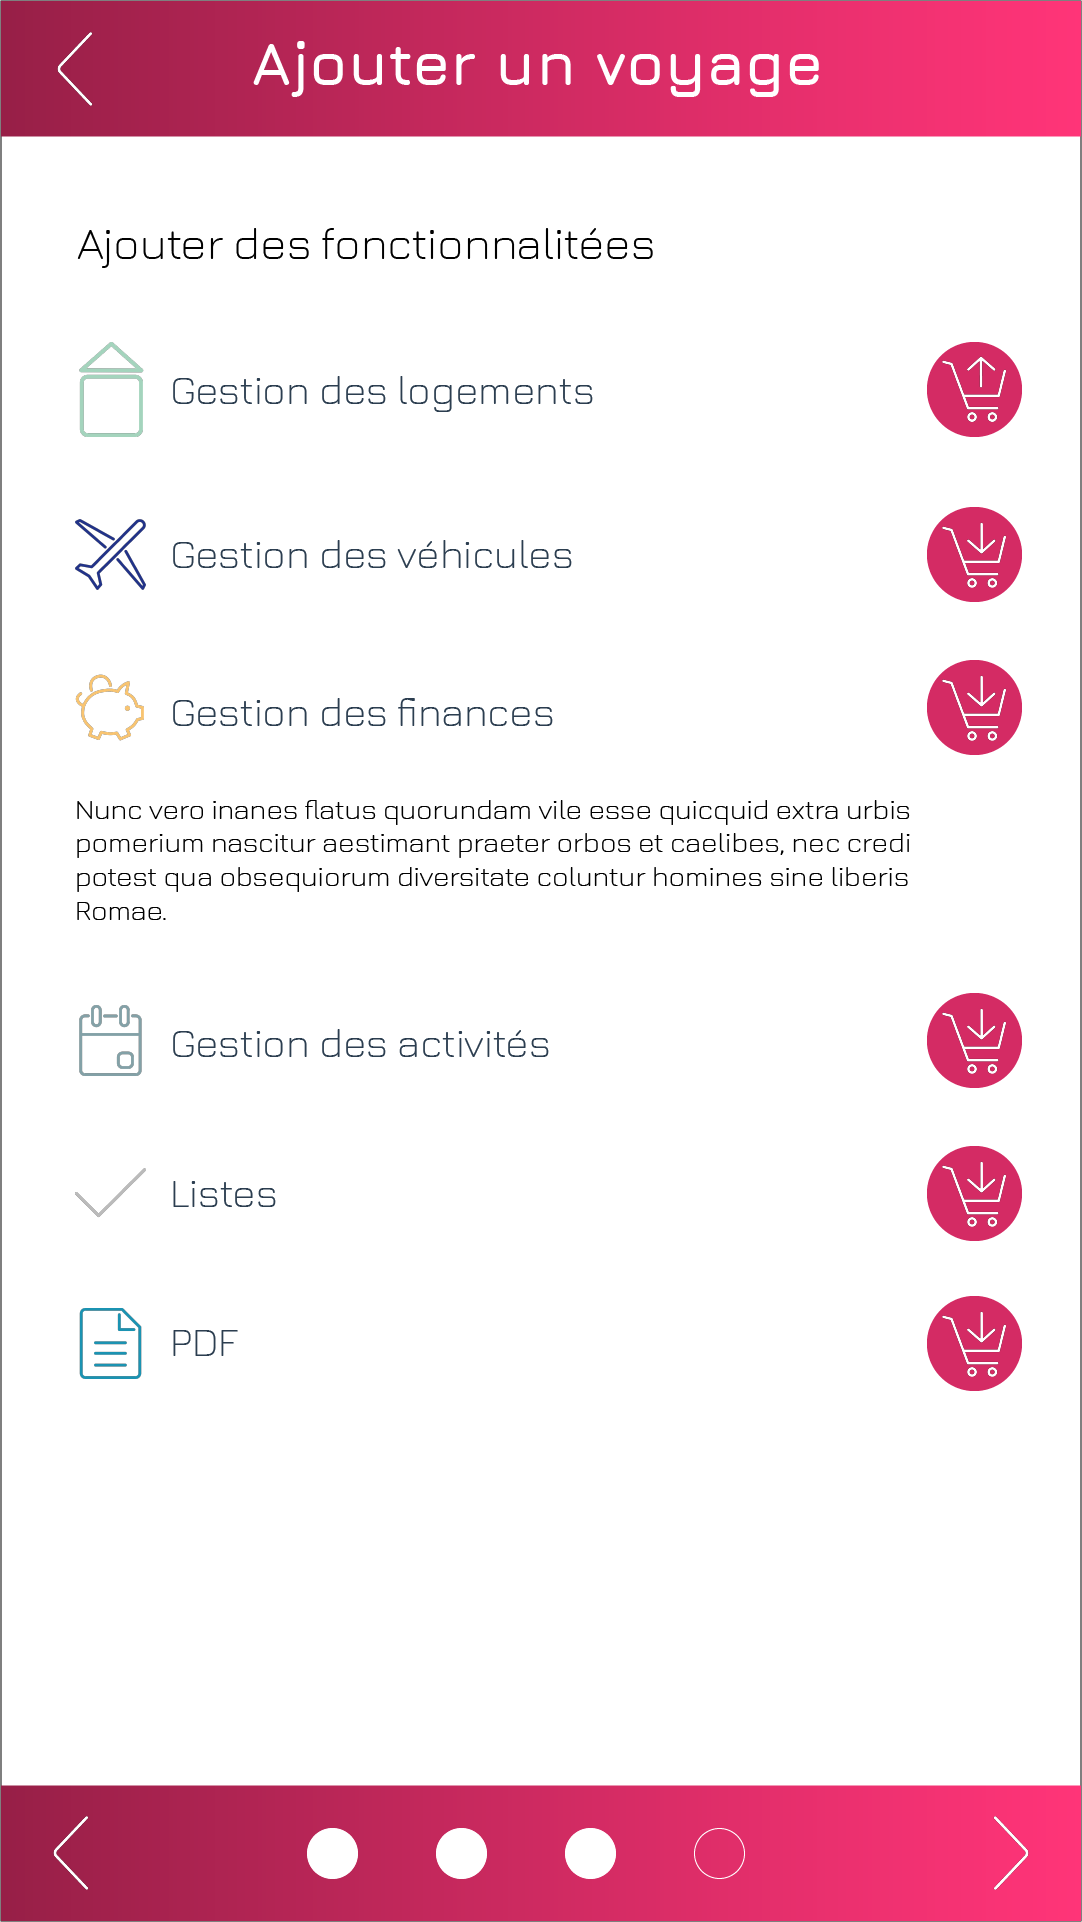 Ajouter un voyage
Ajouter des fonctionnalitées
Gestion des logements
Gestion des véhicules
Gestion des finances
Nunc vero inanes flatus quorundam vile esse quicquid extra urbis
pomerium nascitur aestimant praeter orbos et caelibes, nec credi
potest qua obsequiorum diversitate coluntur homines sine liberis
Romae.
Gestion des activités
Listes
PDF